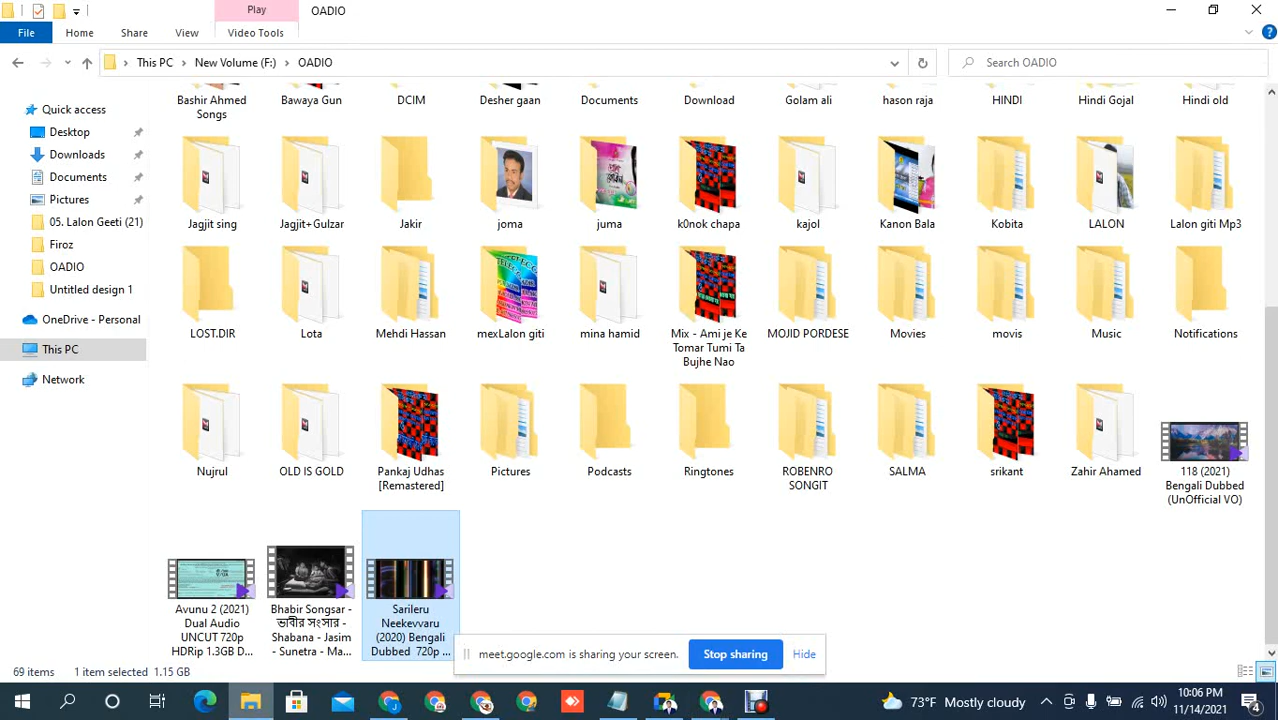 Play
OADIO
File
Home
Share
View
Video Tools
This PC
New Volume (F:)
OADIO
Search OADIO
Quick access
Desktop
Downloads
Documents
Pictures
05. Lalon Geeti (21)
Firoz
OADIO
Untitled design 1
OneDrive - Personal
This PC
Network
Bashir Ahmed
Songs
Bawaya Gun
DCIM
Desher gaan
Documents
Download
Golam ali
hason raja
HINDI
Hindi Gojal
Hindi old
Jagjit sing
Jagjit+Gulzar
Jakir
joma
juma
k0nok chapa
kajol
Kanon Bala
Kobita
LALON
Lalon giti Mp3
LOST.DIR
Lota
Mehdi Hassan
mexLalon giti
mina hamid
Mix - Ami je Ke
Tomar Tumi Ta
Bujhe Nao
MOJID PORDESE
Movies
movis
Music
Notifications
Nujrul
OLD IS GOLD
Pankaj Udhas
[Remastered]
Pictures
Podcasts
Ringtones
ROBENRO
SONGIT
SALMA
srikant
Zahir Ahamed
118 (2021)
Bengali Dubbed
(UnOfficial VO)
Avunu 2 (2021)
Dual Audio
UNCUT 720p
HDRip 1.3GB D...
Bhabir Songsar -
ভাবীর সংসার -
Shabana - Jasim
- Sunetra - Ma...
Sarileru
Neekevvaru
(2020) Bengali
Dubbed 720p ...
meet.google.com is sharing your screen.
Stop sharing
Hide
69 items
1 item selected 1.15 GB
73°F Mostly cloudy
10:06 PM
11/14/2021
4